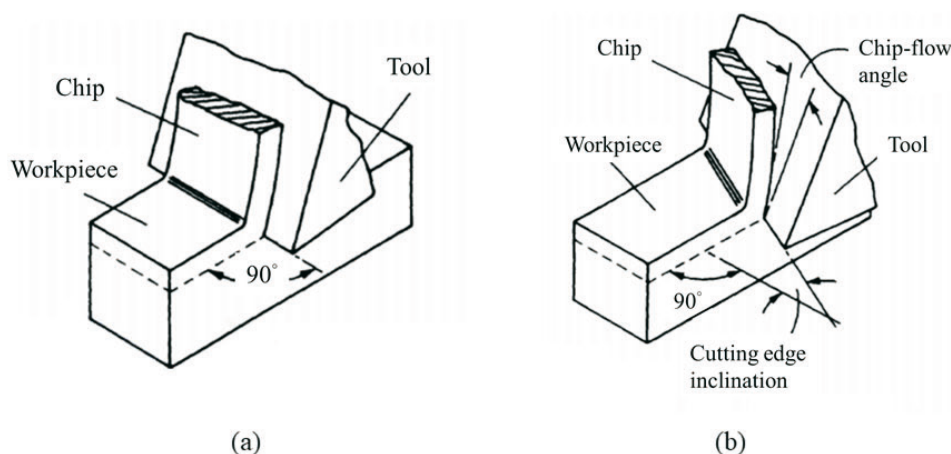 Chip
Tool
Workpiece
90°
(a)
Chip
Chip-flow
angle
Workpiece
Tool
90°
Cutting edge
inclination
(b)